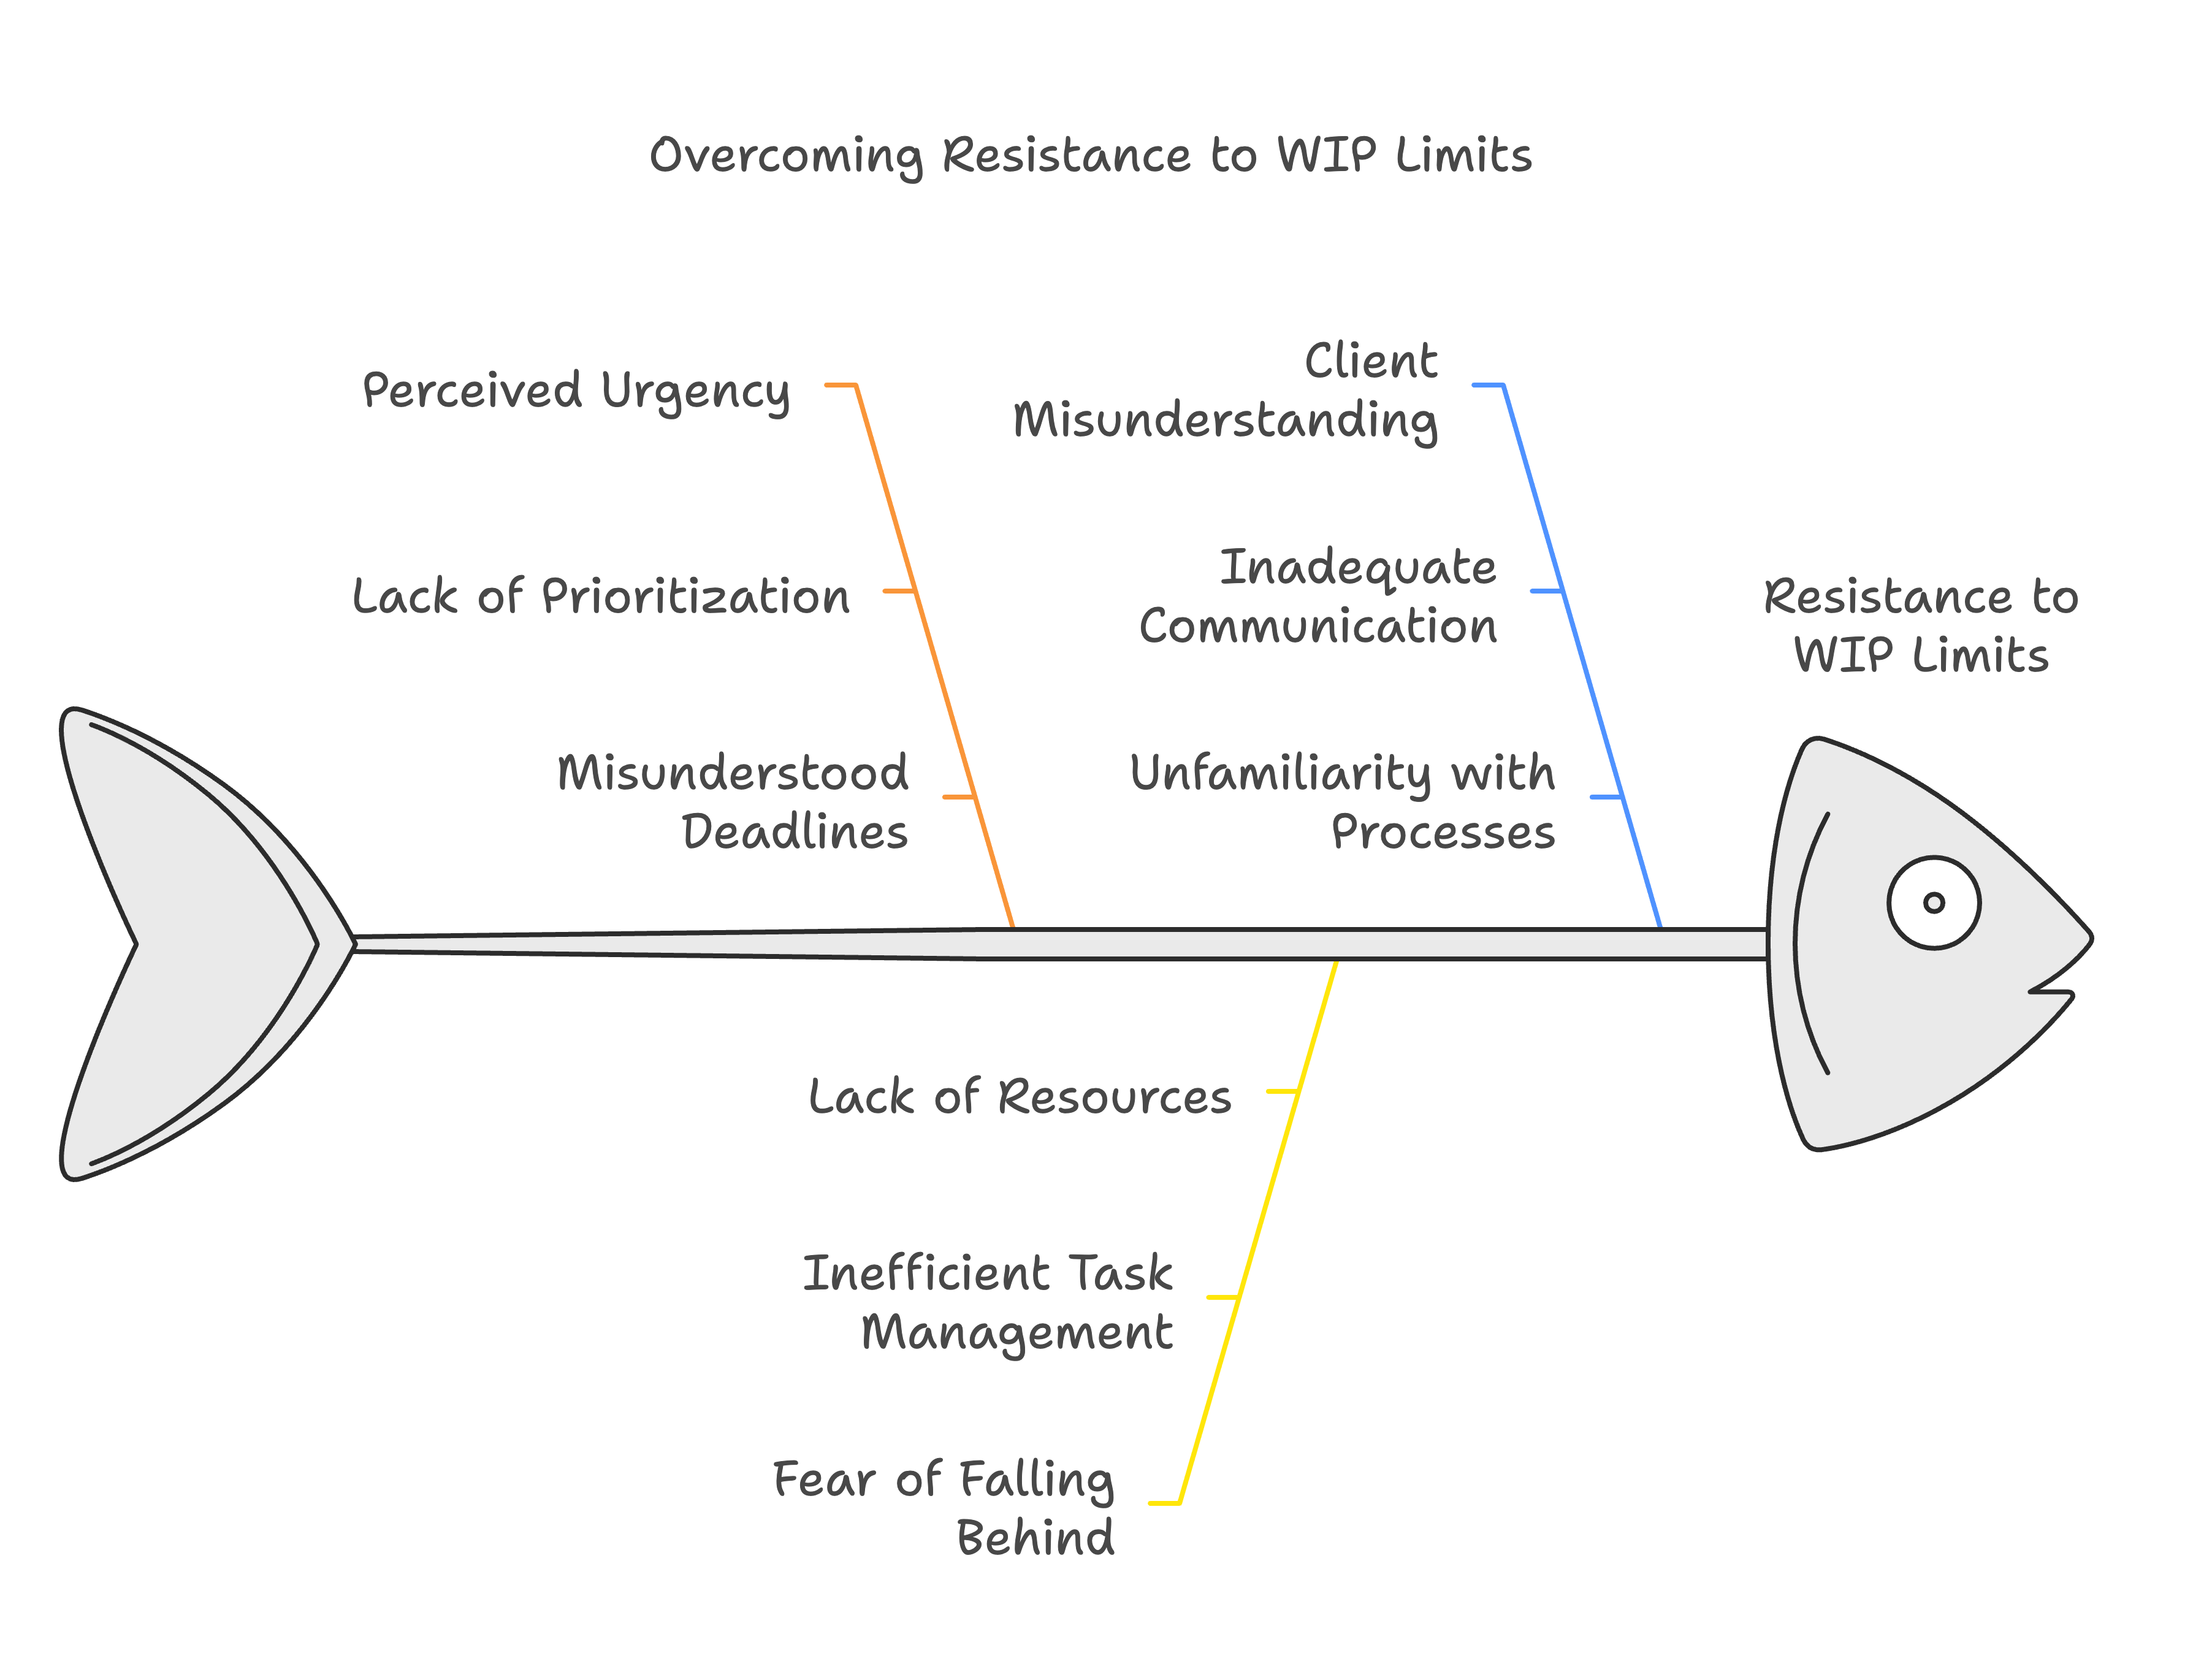 Overcoming Resistance to WIP Limits
Perceived Urgency
Lack of Prioritization
Misunderstood
Deadlines
Client
Misunderstanding
Inadequate
Communication
Unfamiliarity with
Processes
Resistance to
WIP Limits
Lack of Resources
Inefficient Task
Management
Fear of Falling
Behind